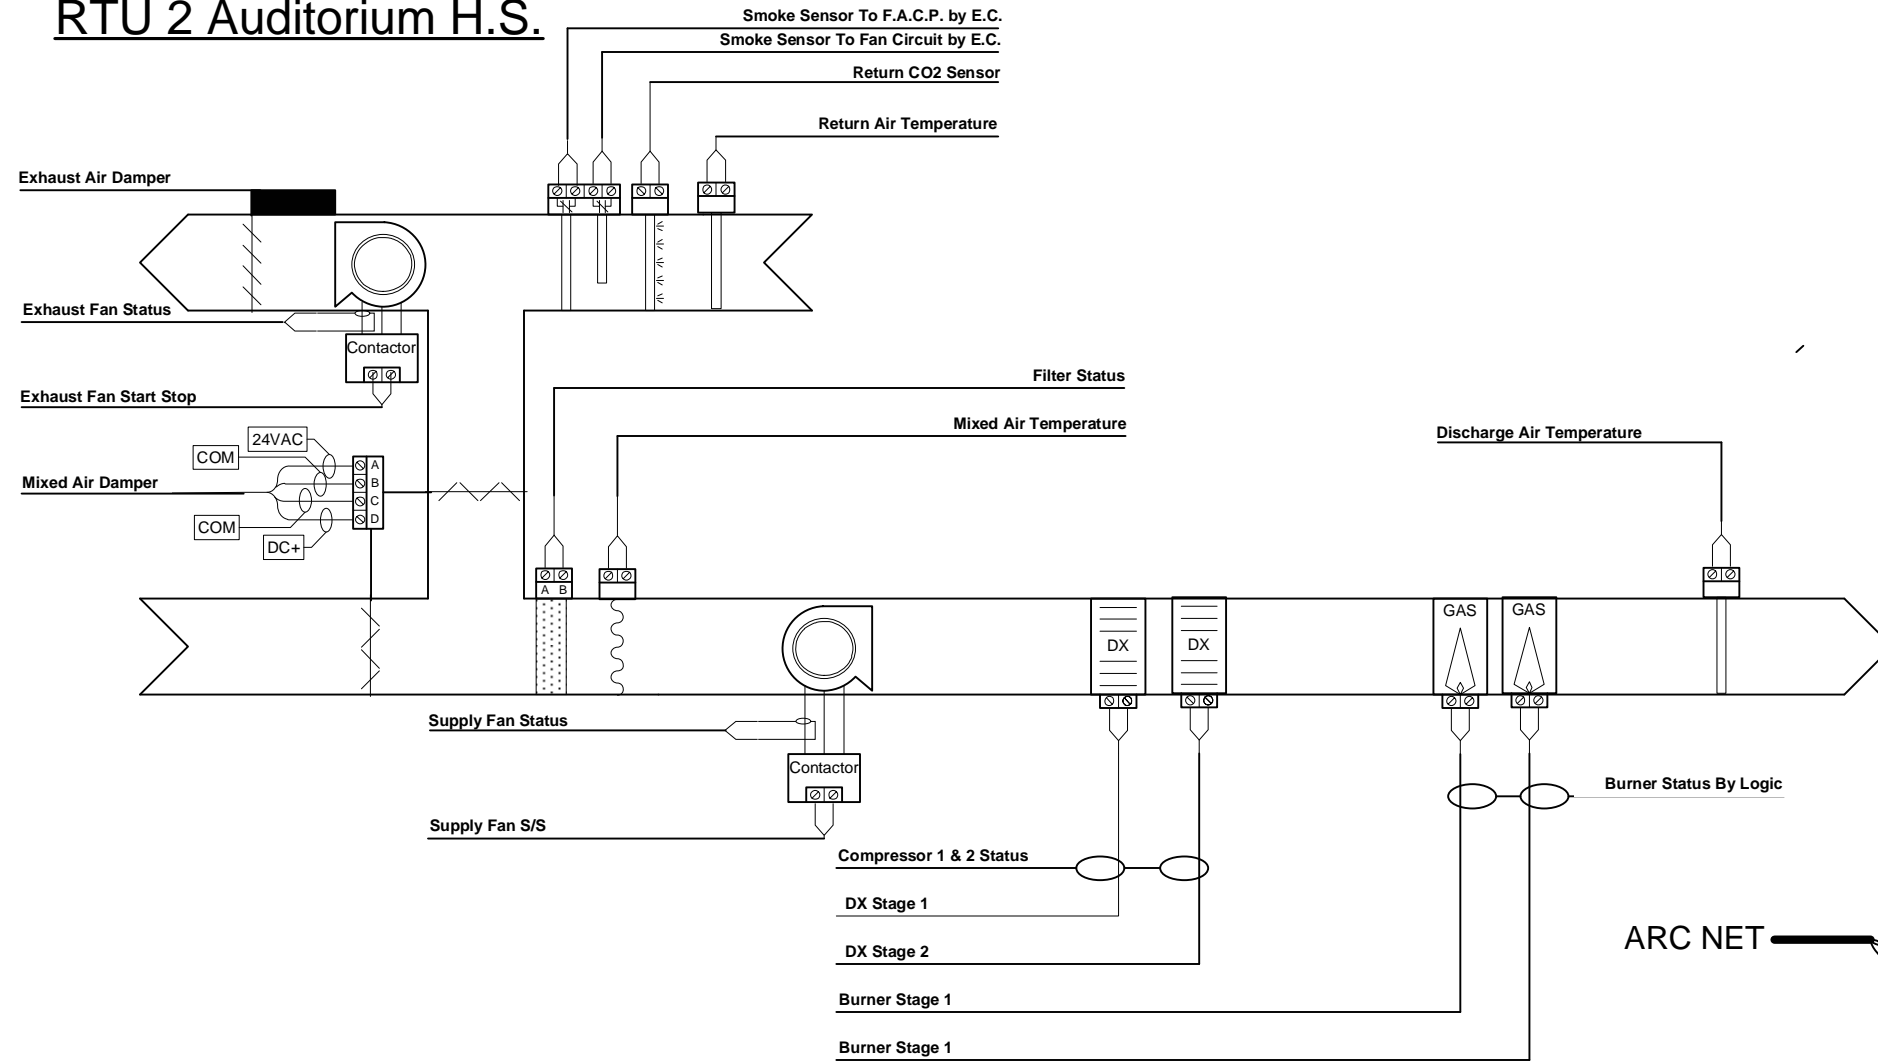 RTU 2 Auditorium H.S.
Smoke Sensor To F.A.C.P. by E.C.
Smoke Sensor To Fan Circuit by E.C.
Return CO2 Sensor
Return Air Temperature
Exhaust Air Damper
Exhaust Fan Status
Contactor
Exhaust Fan Start Stop
Filter Status
Mixed Air Temperature
Discharge Air Temperature
24VAC
COM
Mixed Air Damper
A
B
C
D
COM
DC+
A B
GAS
GAS
DX
DX
Supply Fan Status
Contactor
Supply Fan S/S
Burner Status By Logic
Compressor 1 & 2 Status
DX Stage 1
DX Stage 2
ARC NET
Burner Stage 1
Burner Stage 1